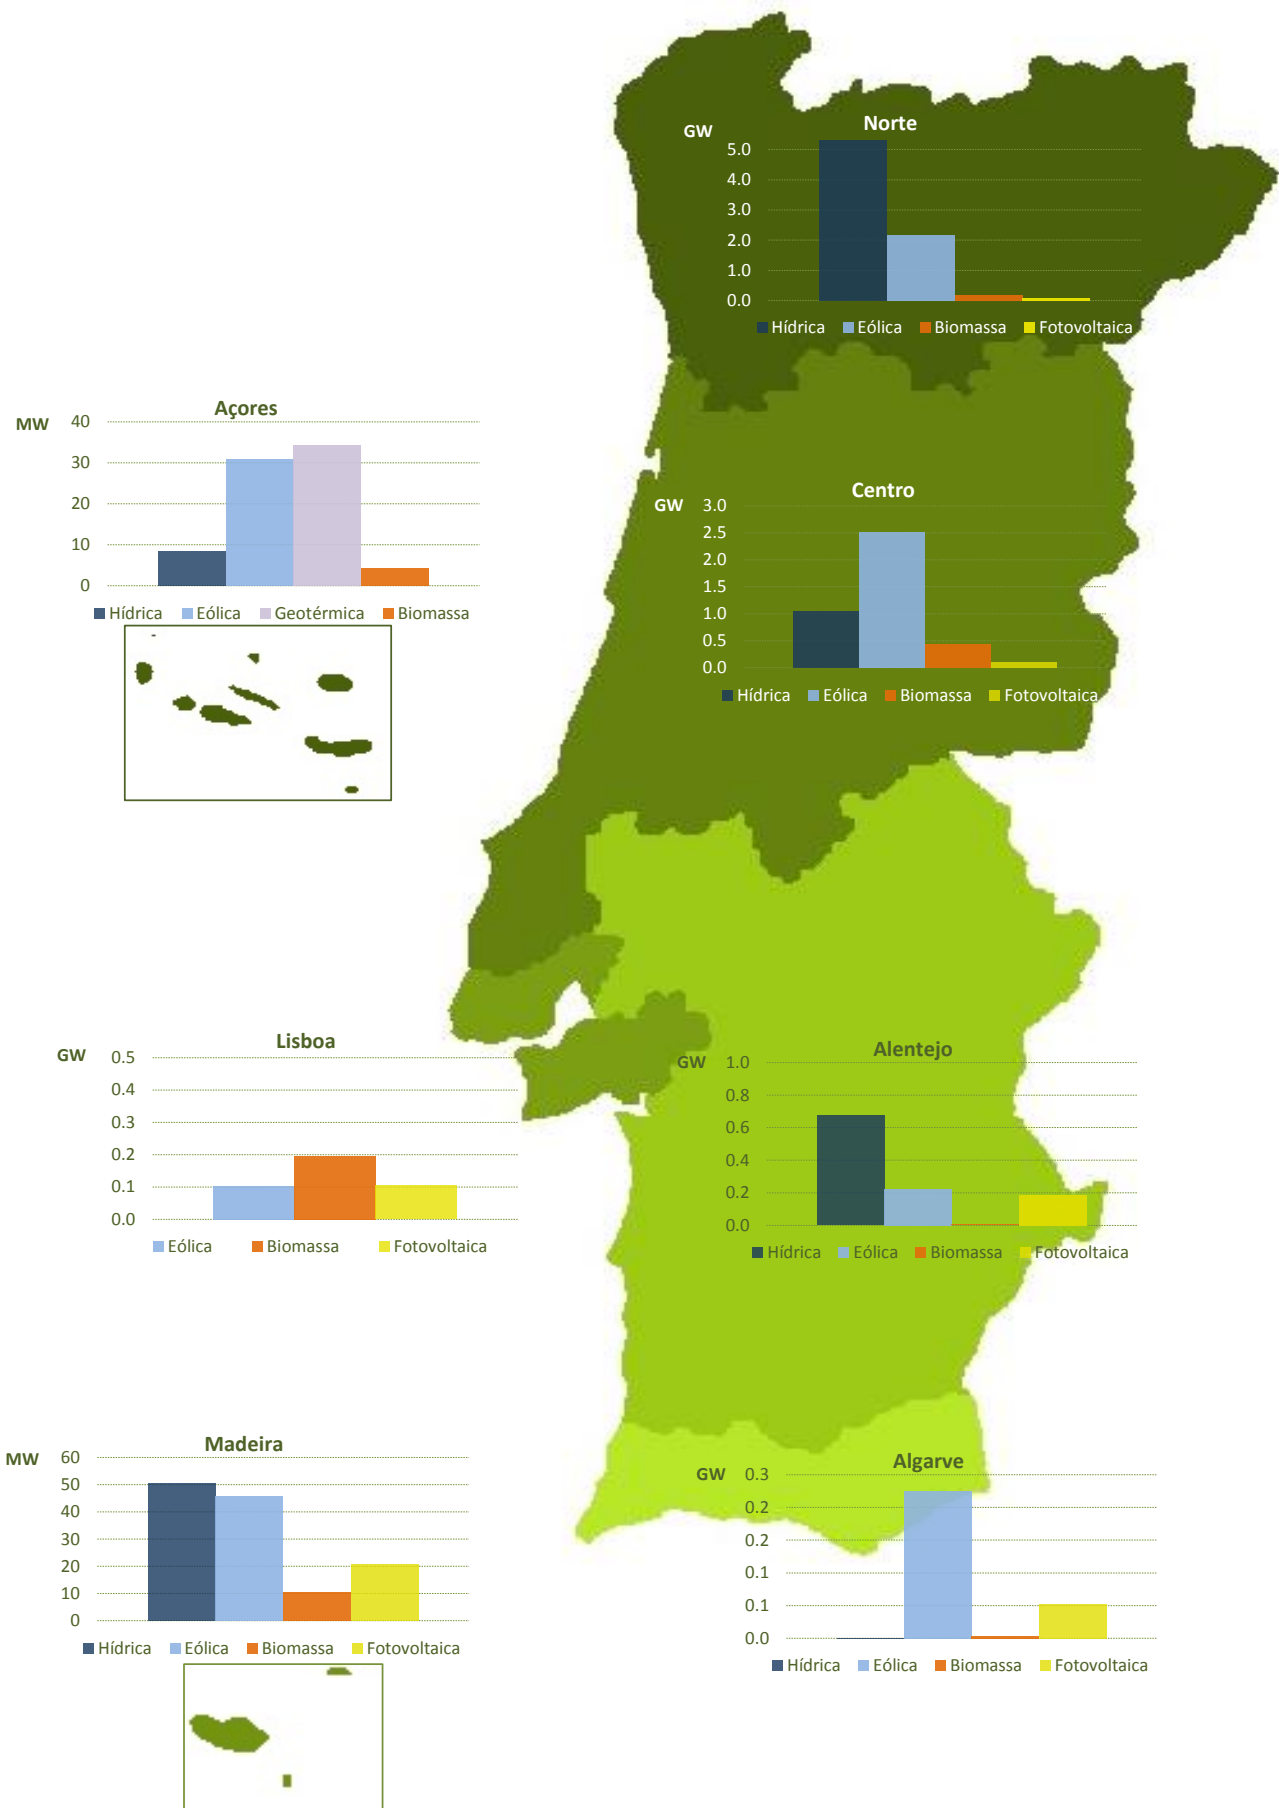 Norte
GW
5.0
4.0
3.0
2.0
1.0
0.0
Hídrica Eólica Biomassa Fotovoltaica
Açores
MW
40
30
20
10
0
Hídrica Eólica Geotérmica Biomassa
Centro
GW
3.0
2.5
2.0
1.5
1.0
0.5
0.0
Hídrica Eólica Biomassa Fotovoltaica
Lisboa
GW
0.5
0.4
0.3
0.2
0.1
0.0
Eólica Biomassa Fotovoltaica
Alentejo
GW
1.0
0.8
0.6
0.4
0.2
0.0
Hídrica Eólica Biomassa Fotovoltaica
Madeira
MW
60
50
40
30
20
10
0
Hídrica Eólica Biomassa Fotovoltaica
Algarve
GW
0.3
0.2
0.2
0.1
0.1
0.0
Hídrica Eólica Biomassa Fotovoltaica